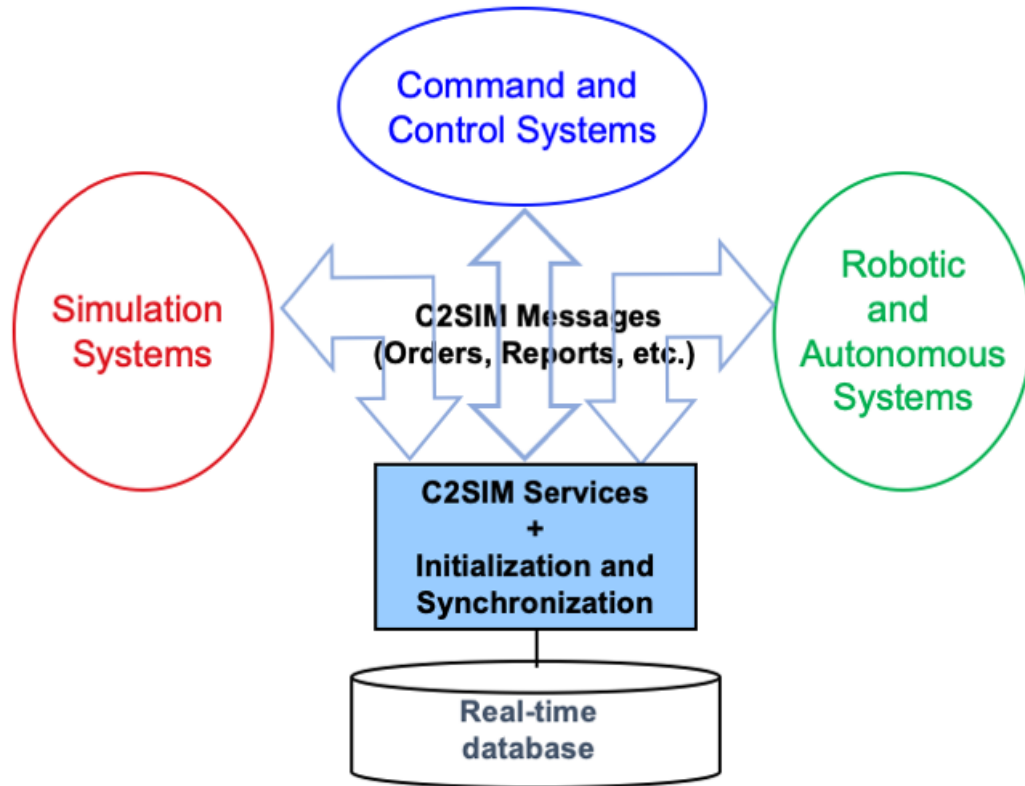 Command and
Control Systems
Simulation
Systems
Robotic
and
Autonomous
Systems
C2SIM Messages
(Orders, Reports, etc.)
C2SIM Services
+
Initialization and
Synchronization
Real-time
database